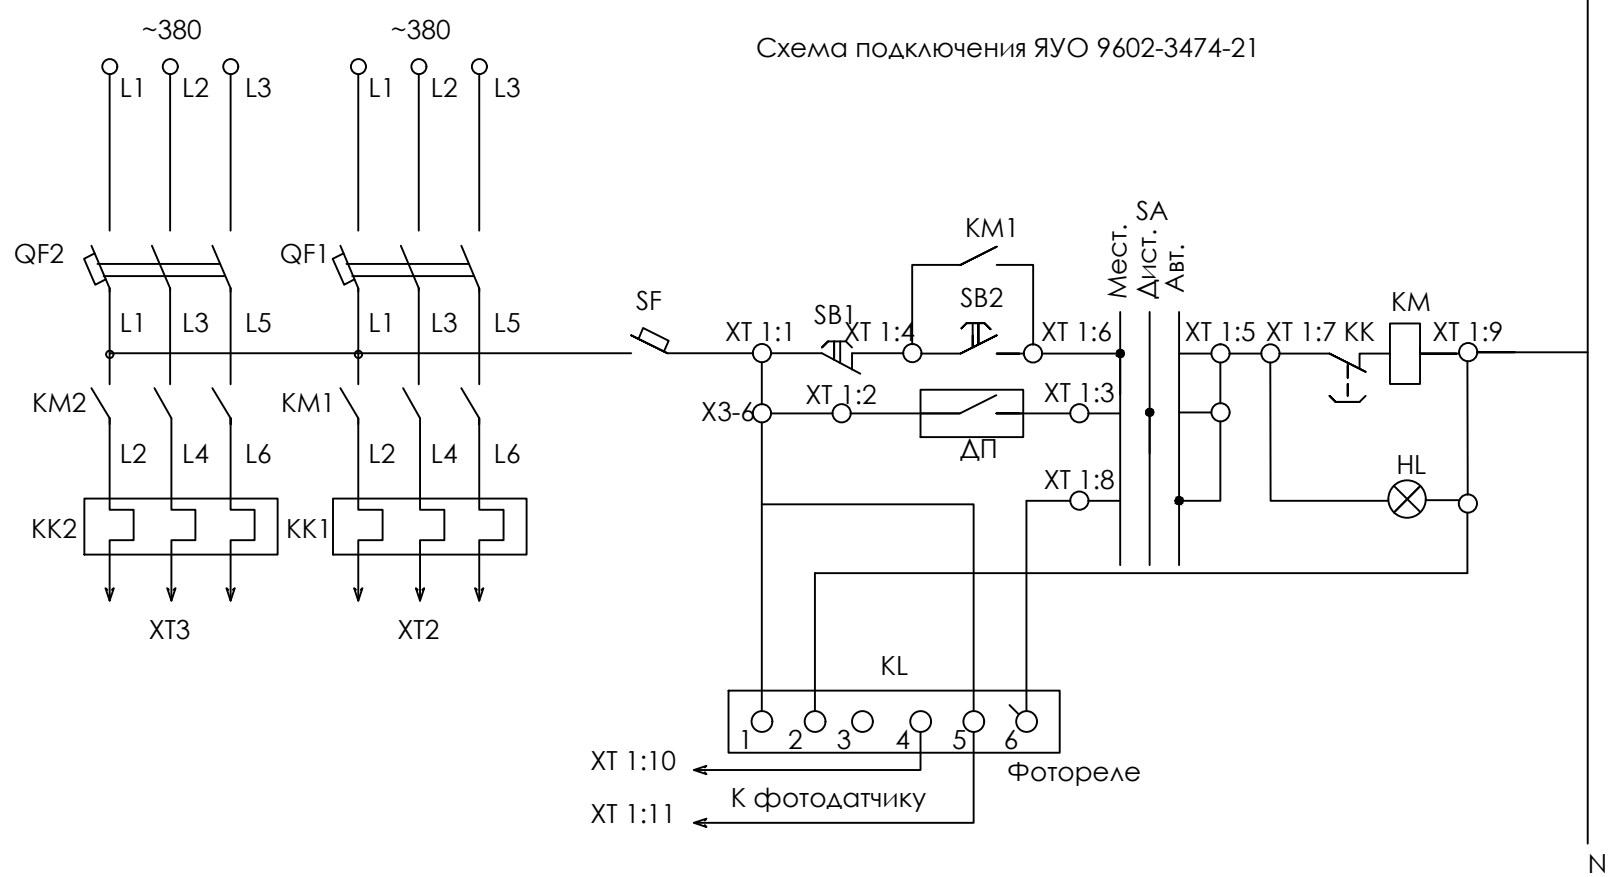 ~380
~380
Схема подключения ЯУО 9602-3474-21
L1
L2
L3
L1
L2
L3
QF2
QF1
SF
KM1
SB2
SB1
SA
Мест.
Дист.
Авт.
L1
L3
L5
L1
L3
L5
XT 1:1
XT 1:4
XT 1:6
XT 1:5
XT 1:7
KK
KM
XT 1:9
KM2
KM1
X3-6
XT 1:2
XT 1:3
ДП
L2
L4
L6
L2
L4
L6
XT 1:8
HL
KK2
KK1
XT3
XT2
KL
1
2
3
4
5
6
XT 1:10
Фотореле
К фотодатчику
XT 1:11
N